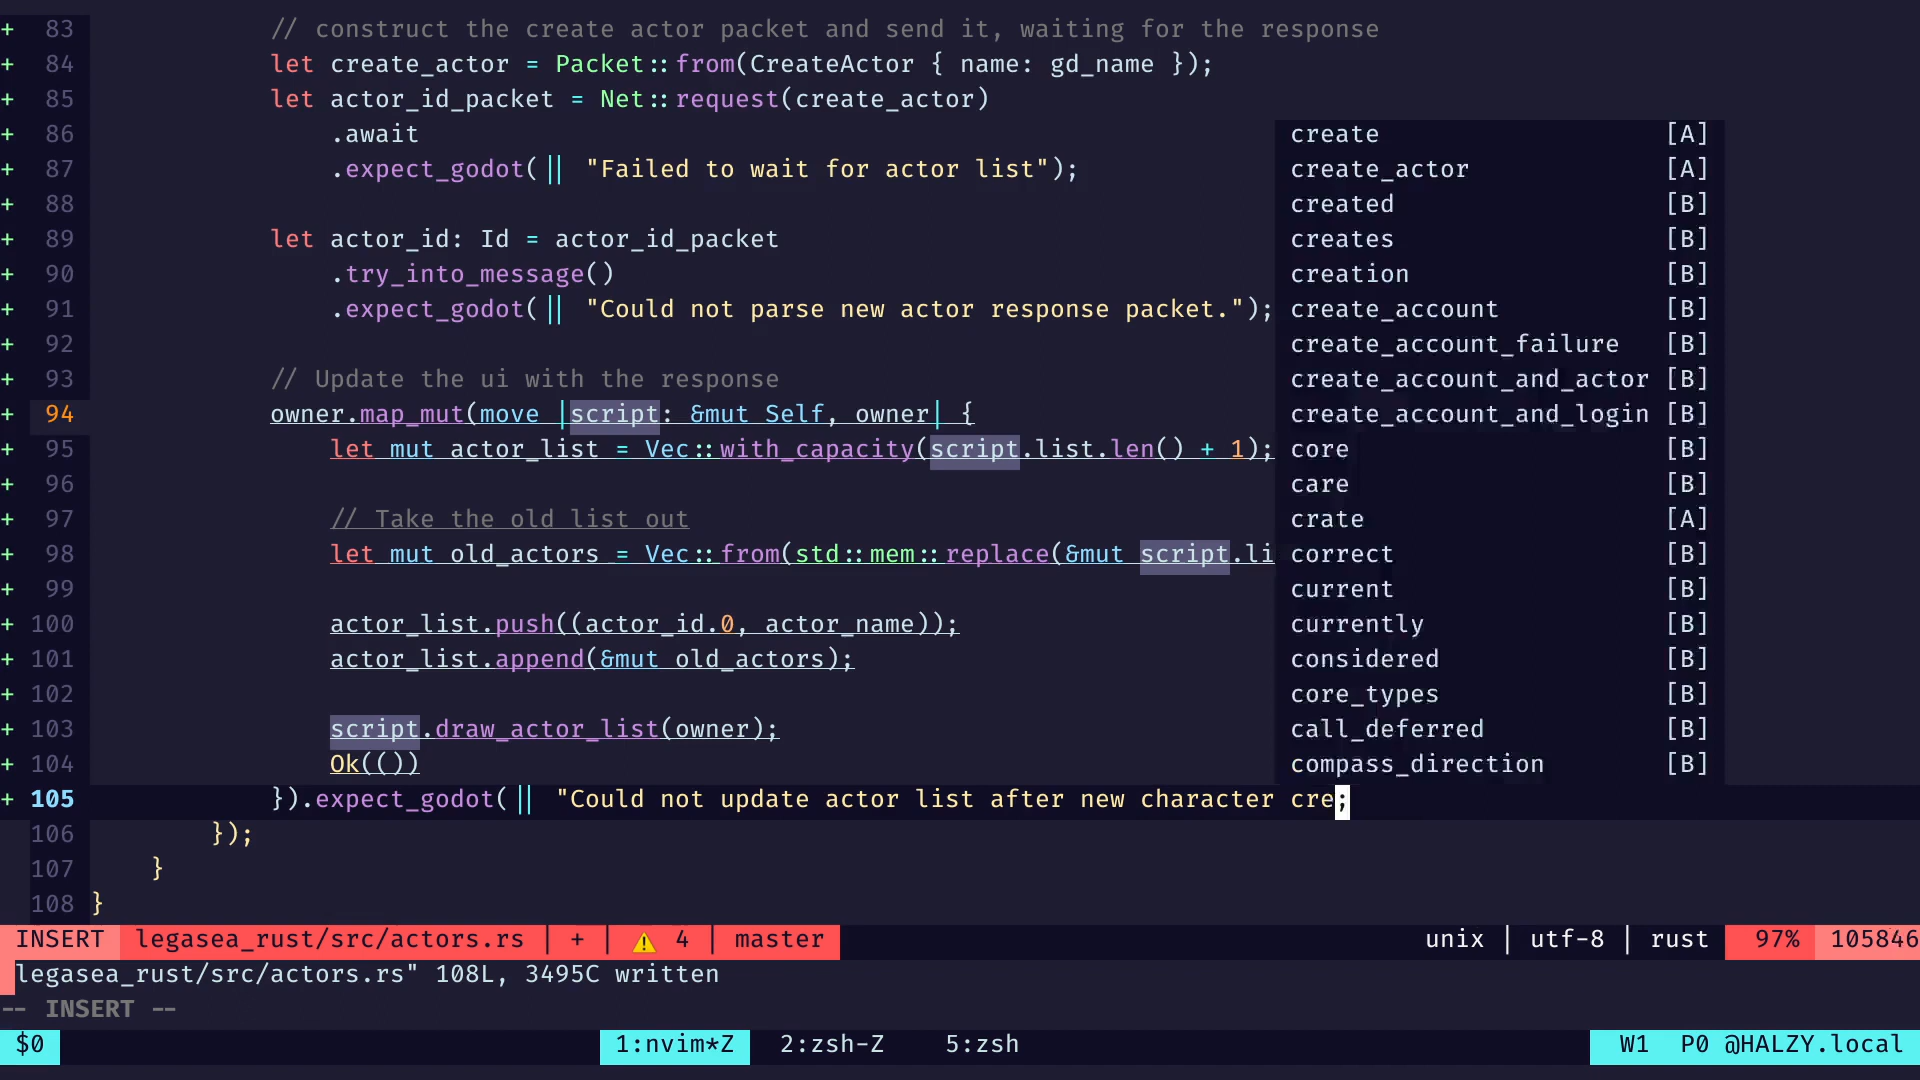 + 83 // construct the create actor packet and send it, waiting for the response
+ 84 let create_actor = Packet::from(CreateActor { name: gd_name });
+ 85 let actor_id_packet = Net::request(create_actor)
+ 86 .await create [A]
+ 87 .expect_godot(|| "Failed to wait for actor list"); create_actor [A]
+ 88 created [B]
+ 89 let actor_id: Id = actor_id_packet creates [B]
+ 90 .try_into_message() creation [B]
+ 91 .expect_godot(|| "Could not parse new actor response packet."); create_account [B]
+ 92 create_account_failure [B]
+ 93 // Update the ui with the response create_account_and_actor [B]
+ 94 owner.map_mut(move |script: &mut Self, owner| { create_account_and_login [B]
+ 95 let mut actor_list = Vec::with_capacity(script.list.len() + 1); core [B]
+ 96 care [B]
+ 97 // Take the old list out crate [A]
+ 98 let mut old_actors = Vec::from(std::mem::replace(&mut script.li correct [B]
+ 99 current [B]
+ 100 actor_list.push((actor_id.0, actor_name)); currently [B]
+ 101 actor_list.append(&mut old_actors); considered [B]
+ 102 core_types [B]
+ 103 script.draw_actor_list(owner); call_deferred [B]
+ 104 Ok(()) compass_direction [B]
+ 105 }).expect_godot(|| "Could not update actor list after new character cre;
106 });
107 }
108 }
INSERT legasea_rust/src/actors.rs | + | ⚠ 4 | master unix | utf-8 | rust 97% 105846
legasea_rust/src/actors.rs" 108L, 3495C written
-- INSERT --
$0 1:nvim*Z 2:zsh-Z 5:zsh W1 P0 @HALZY.local